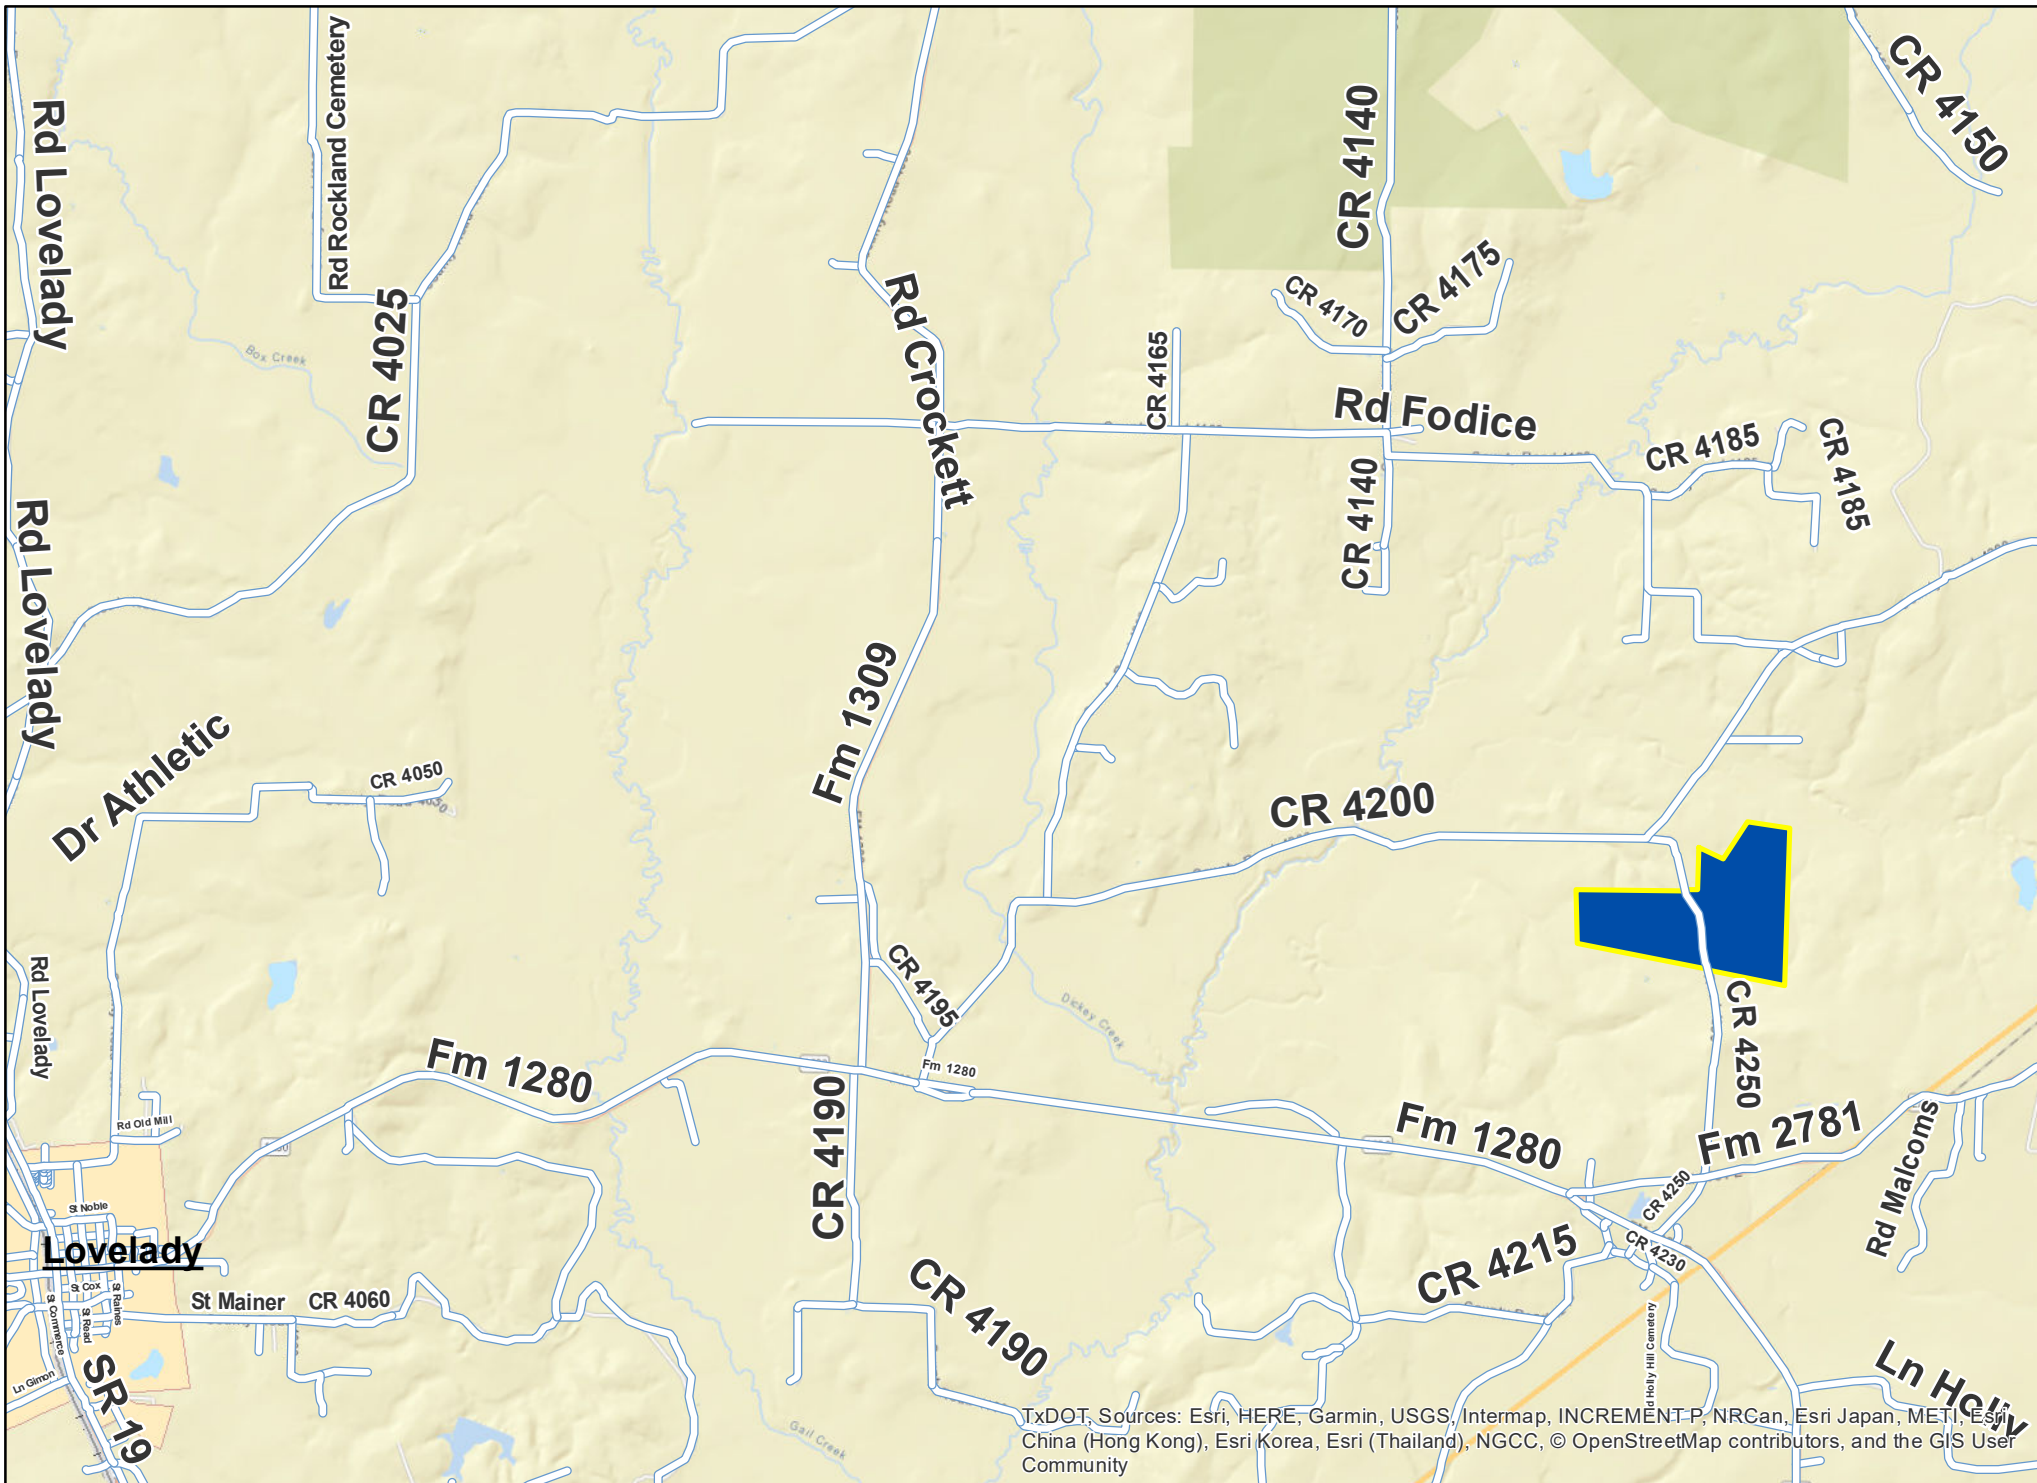 Rd Lovelady
Rd Rockland Cemetery
CR 4140
CR 4150
CR 4025
Box Creek
Rd Crockett
CR 4170
CR 4175
CR 4165
Rd Fodice
CR 4185
CR 4185
CR 4140
Rd Lovelady
Fm 1309
Dr Athletic
CR 4050
CR 4200
Rd Lovelady
CR 4195
Dickey Creek
CR 4250
Fm 1280
Fm 1280
CR 4190
Fm 1280
Fm 2781
Rd Malcoms
Rd Old Mill
CR 4250
St Noble
Lovelady
CR 4230
CR 4215
St Cox
St Raines
St Read
St Commerce
St Mainer
CR 4060
CR 4190
Ln Gimon
SR 19
Gail Creek
Rd Holly Hill Cemetery
Ln Holly
TxDOT, Sources: Esri, HERE, Garmin, USGS, Intermap, INCREMENT P, NRCan, Esri Japan, METI, Esri
China (Hong Kong), Esri Korea, Esri (Thailand), NGCC, © OpenStreetMap contributors, and the GIS User
Community